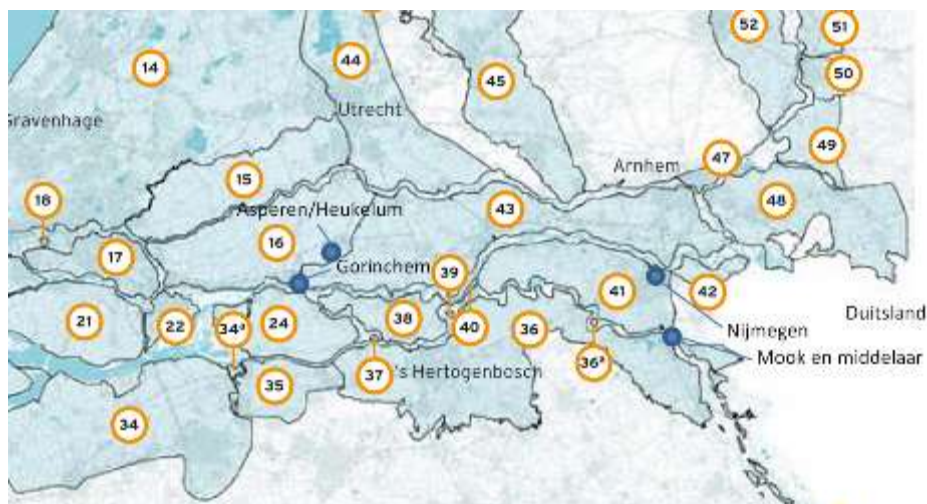 52
51
14
44
45
50
Utrecht
Gravenhage
49
47
Arnhem
15
18
Asperen/Heukelum
43
48
16
17
Gorinchem
39
41
42
Duitsland
21
22
34a
24
38
40
36
36a
Nijmegen
Mook en middelaar
37
's Hertogenbosch
35
34